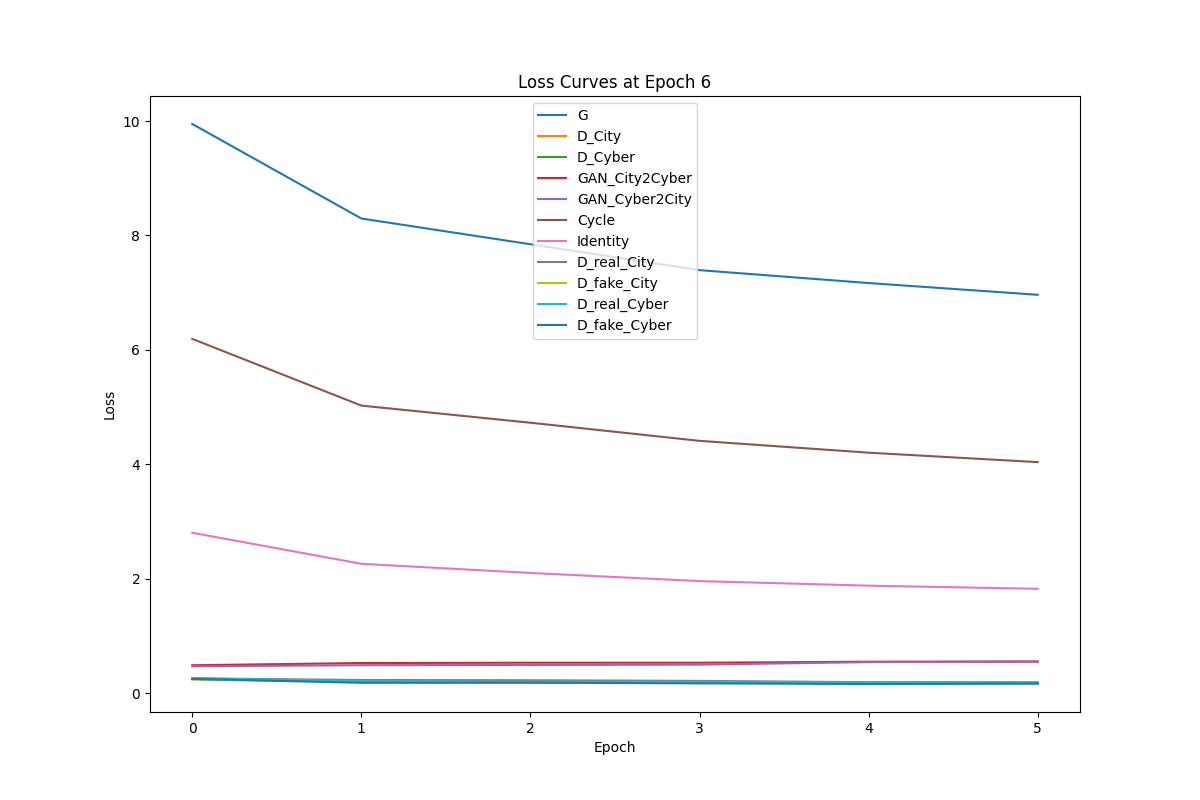 Loss Curves at Epoch 6
10
8
6
4
2
0
Loss
G
D_City
D_Cyber
GAN_City2Cyber
GAN_Cyber2City
Cycle
Identity
D_real_City
D_fake_City
D_real_Cyber
D_fake_Cyber
0 1 2 3 4 5
Epoch